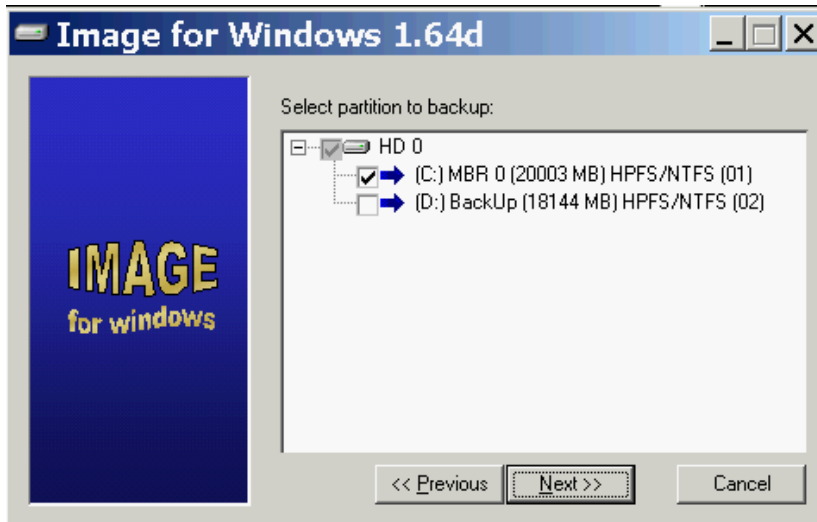 Image for Windows 1.64d
Select partition to backup:
HD 0
(C:) MBR 0 (20003 MB) HPFS/NTFS (01)
(D:) BackUp (18144 MB) HPFS/NTFS (02)
IMAGE
for windows
<< Previous
Next >>
Cancel